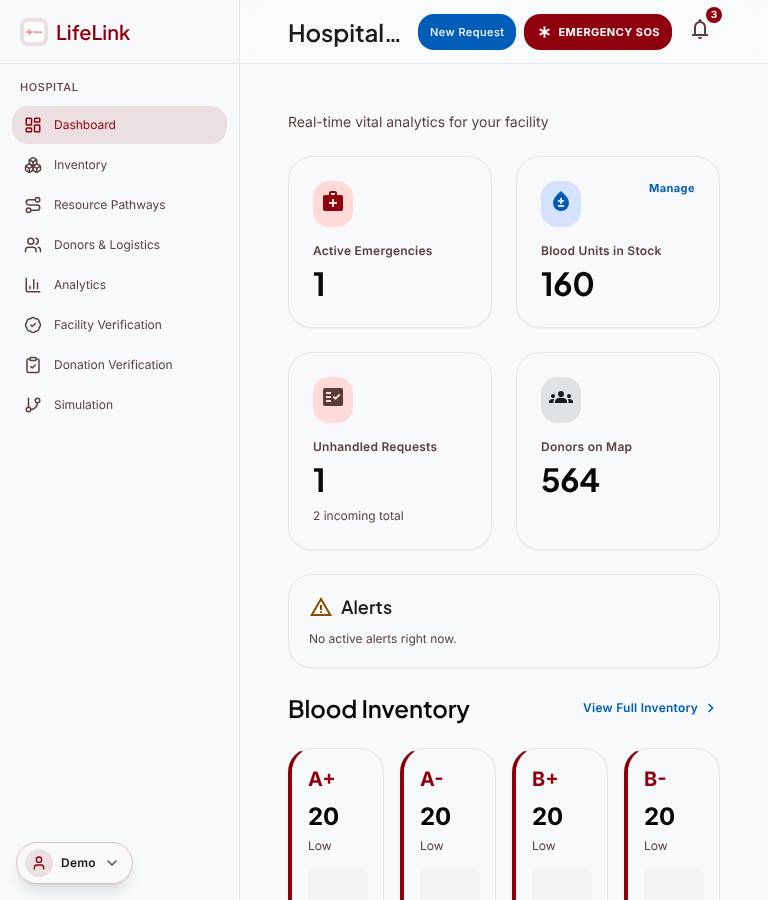 LifeLink
Hospital...
New Request
EMERGENCY SOS
3
HOSPITAL
Dashboard
Inventory
Resource Pathways
Donors & Logistics
Analytics
Facility Verification
Donation Verification
Simulation
Demo
Real-time vital analytics for your facility
Active Emergencies
1
Manage
Blood Units in Stock
160
Unhandled Requests
1
2 incoming total
Donors on Map
564
Alerts
No active alerts right now.
Blood Inventory
View Full Inventory
A+
20
Low
A-
20
Low
B+
20
Low
B-
20
Low